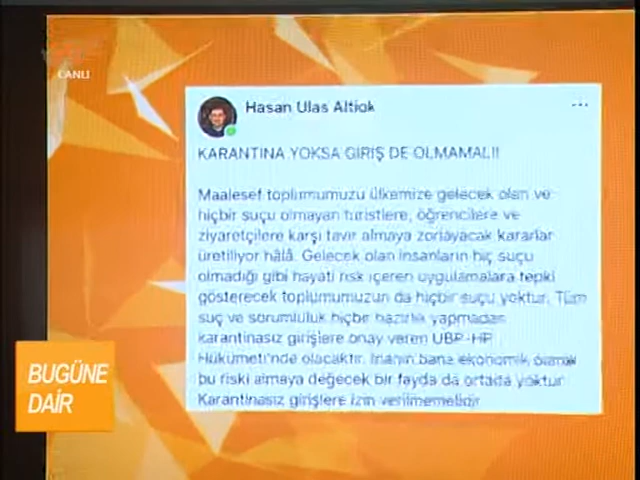 CANLI
Hasan Ulas Altiok
KARANTINA YOKSA GIRIŞ DE OLMAMALI!
Maalesef toplumumuzu ülkemize gelecek olan ve
hiçbir suçu olmayan turistlere, öğrencilere ve
ziyaretçilere karşı tavır almaya zorlayacak kararlar
üretiliyor hâlâ. Gelecek olan insanların hiç suçu
olmadığı gibi hayati risk içeren uygulamalara tepki
gösterecek toplumumuzun da hiçbir suçu yoktur. Tüm
suç ve sorumluluk hiçbir hazırlık yapmadan
karantinasız girişlere onay veren UBP-HP
Hükümeti'nde olacaktır. İnanın bana ekonomik olarak
bu riski almaya değecek bir fayda da ortada yoktur.
Karantinasız girişlere izin verilmemelidir.
BUGÜNE
DAİR